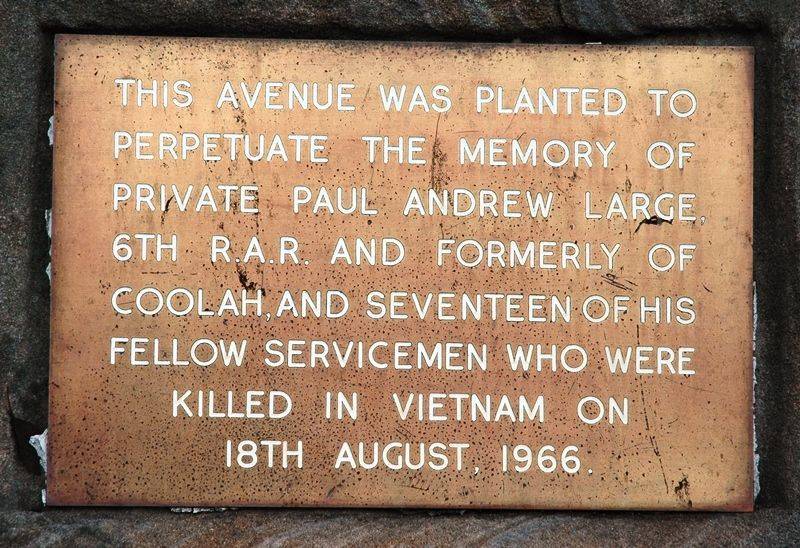 THIS AVENUE WAS PLANTED TO
PERPETUATE THE MEMORY OF
PRIVATE PAUL ANDREW LARGE,
6TH R.A.R. AND FORMERLY OF
COOLAH, AND SEVENTEEN OF HIS
FELLOW SERVICEMEN WHO WERE
KILLED IN VIETNAM ON
18TH AUGUST, 1966.